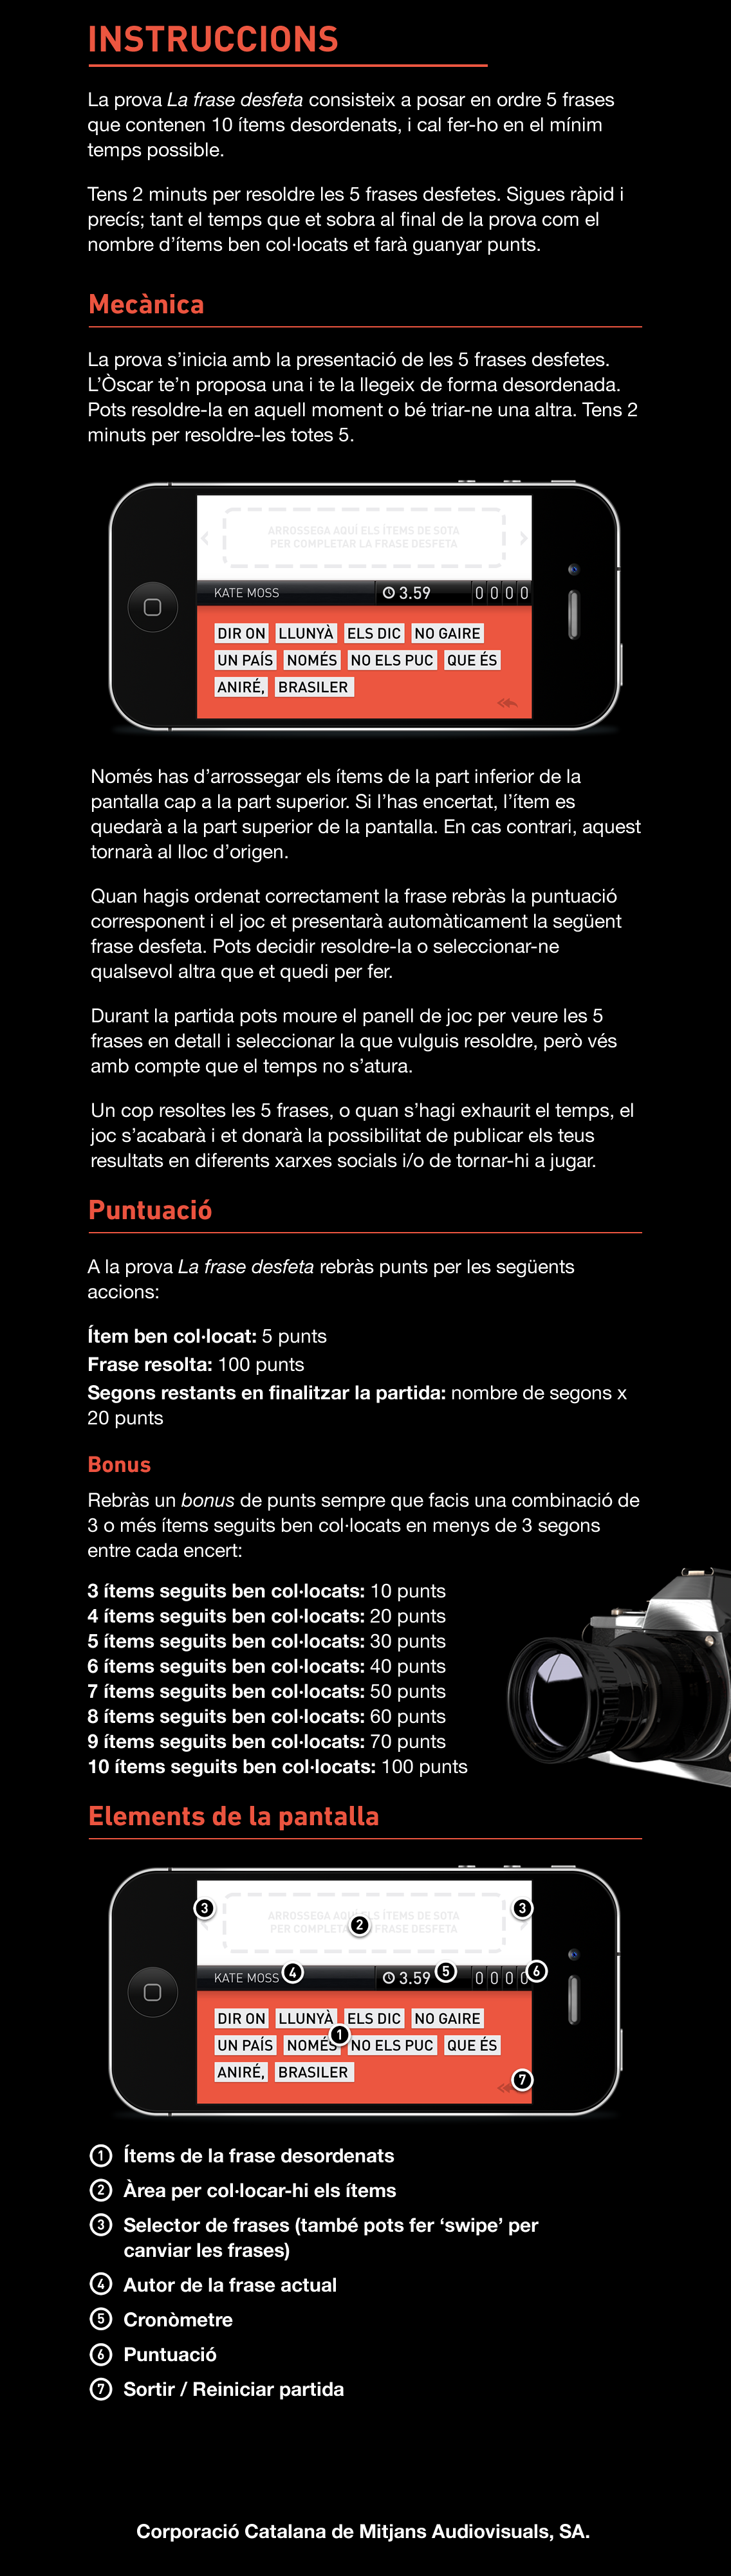 INSTRUCCIONS
La prova La frase desfeta consisteix a posar en ordre 5 frases
que contenen 10 ítems desordenats, i cal fer-ho en el mínim
temps possible.
Tens 2 minuts per resoldre les 5 frases desfetes. Sigues ràpid i
precís; tant el temps que et sobra al final de la prova com el
nombre d’ítems ben col·locats et farà guanyar punts.
Mecànica
La prova s’inicia amb la presentació de les 5 frases desfetes.
L’Òscar te’n proposa una i te la llegeix de forma desordenada.
Pots resoldre-la en aquell moment o bé triar-ne una altra. Tens 2
minuts per resoldre-les totes 5.
ARROSSEGA AQUÍ ELS ÍTEMS DE SOTA
PER COMPLETAR LA FRASE DESFETA
KATE MOSS 3.59 0 0 0 0
DIR ON LLUNYÀ ELS DIC NO GAIRE
UN PAÍS NOMÉS NO ELS PUC QUE ÉS
ANIRÉ, BRASILER
Només has d’arrossegar els ítems de la part inferior de la
pantalla cap a la part superior. Si l’has encertat, l’ítem es
quedarà a la part superior de la pantalla. En cas contrari, aquest
tornarà al lloc d’origen.
Quan hagis ordenat correctament la frase rebràs la puntuació
corresponent i el joc et presentarà automàticament la següent
frase desfeta. Pots decidir resoldre-la o seleccionar-ne
qualsevol altra que et quedi per fer.
Durant la partida pots moure el panell de joc per veure les 5
frases en detall i seleccionar la que vulguis resoldre, però vés
amb compte que el temps no s’atura.
Un cop resoltes les 5 frases, o quan s’hagi exhaurit el temps, el
joc s’acabarà i et donarà la possibilitat de publicar els teus
resultats en diferents xarxes socials i/o de tornar-hi a jugar.
Puntuació
A la prova La frase desfeta rebràs punts per les següents
accions:
Ítem ben col·locat: 5 punts
Frase resolta: 100 punts
Segons restants en finalitzar la partida: nombre de segons x
20 punts
Bonus
Rebràs un bonus de punts sempre que facis una combinació de
3 o més ítems seguits ben col·locats en menys de 3 segons
entre cada encert:
3 ítems seguits ben col·locats: 10 punts
4 ítems seguits ben col·locats: 20 punts
5 ítems seguits ben col·locats: 30 punts
6 ítems seguits ben col·locats: 40 punts
7 ítems seguits ben col·locats: 50 punts
8 ítems seguits ben col·locats: 60 punts
9 ítems seguits ben col·locats: 70 punts
10 ítems seguits ben col·locats: 100 punts
Elements de la pantalla
3 ARROSSEGA AQUÍ ELS ÍTEMS DE SOTA 3
PER COMPLETAR 2 FRASE DESFETA
KATE MOSS 4 3.59 5 0 0 0 0 6
DIR ON LLUNYÀ ELS DIC NO GAIRE
1
UN PAÍS NOMÉS NO ELS PUC QUE ÉS
ANIRÉ, BRASILER 7
1 Ítems de la frase desordenats
2 Àrea per col·locar-hi els ítems
3 Selector de frases (també pots fer ‘swipe’ per
canviar les frases)
4 Autor de la frase actual
5 Cronòmetre
6 Puntuació
7 Sortir / Reiniciar partida
Corporació Catalana de Mitjans Audiovisuals, SA.